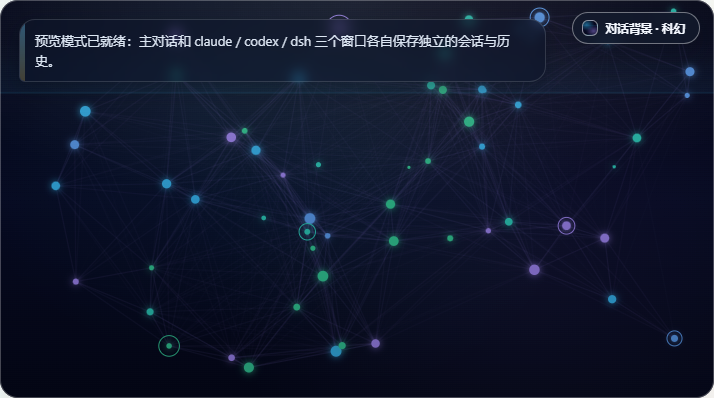 预览模式已就绪：主对话和 claude / codex / dsh 三个窗口各自保存独立的会话与历
史。
对话背景 · 科幻